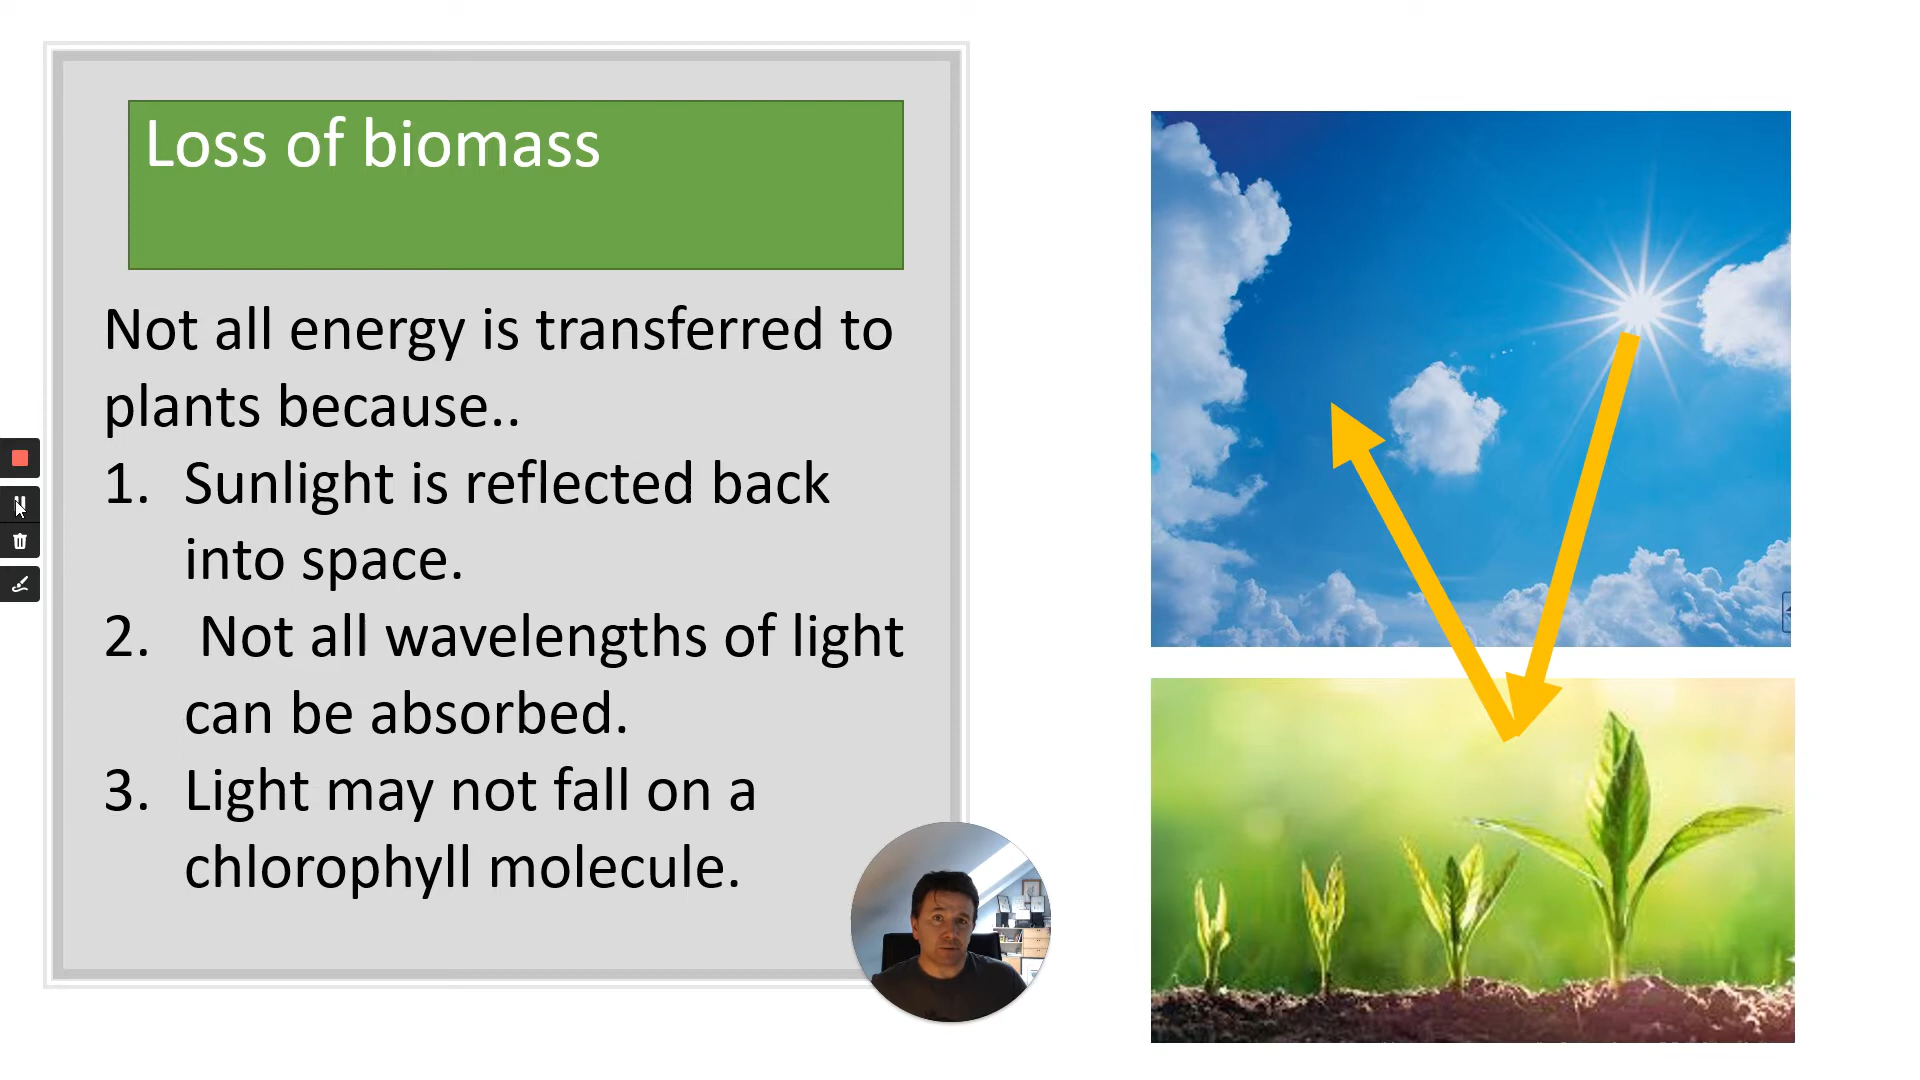 Loss of biomass
Not all energy is transferred to
plants because..
1. Sunlight is reflected back
into space.
2. Not all wavelengths of light
can be absorbed.
3. Light may not fall on a
chlorophyll molecule.